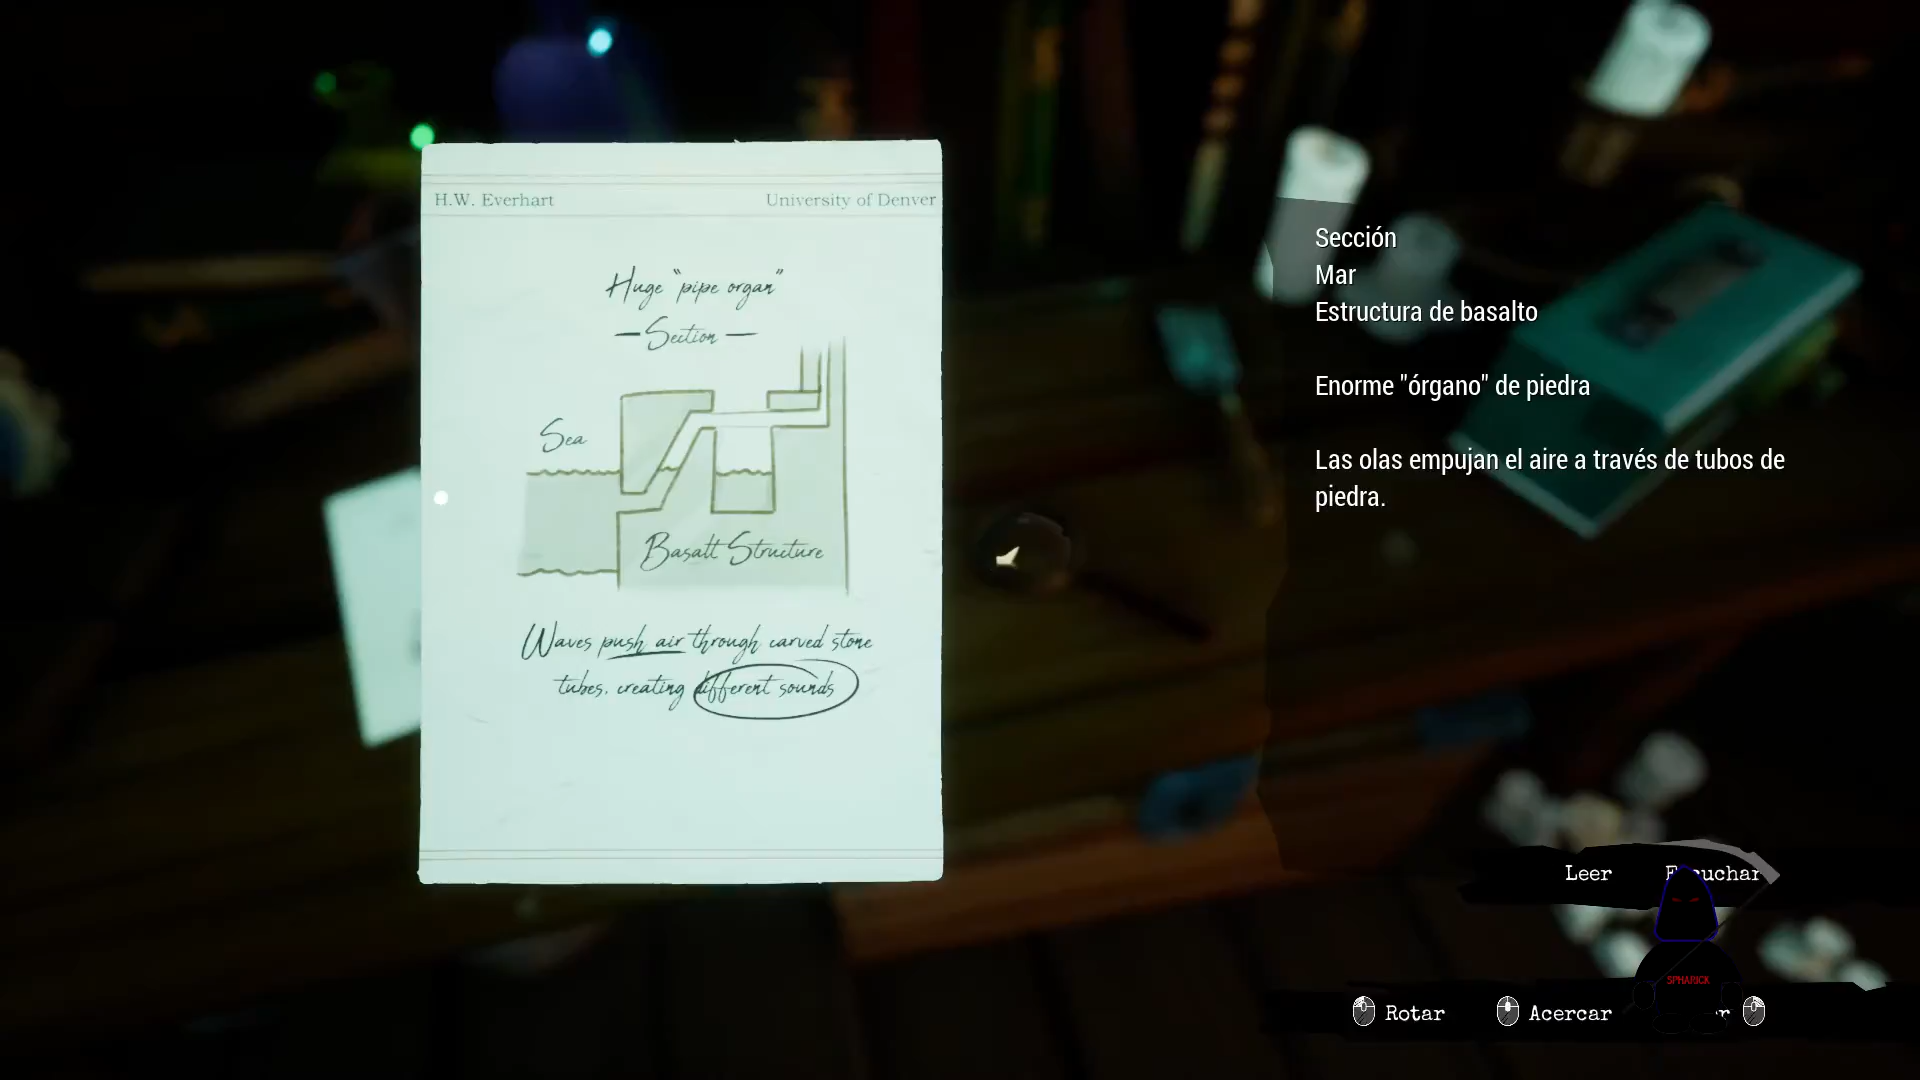 H.W. Everhart
University of Denver
Huge "pipe organ"
— Section —
Sea
Basalt Structure
Waves push air through carved stone
tubes, creating different sounds
Sección
Mar
Estructura de basalto
Enorme "órgano" de piedra
Las olas empujan el aire a través de tubos de
piedra.
Leer
SPHARICK
Rotar
Acercar